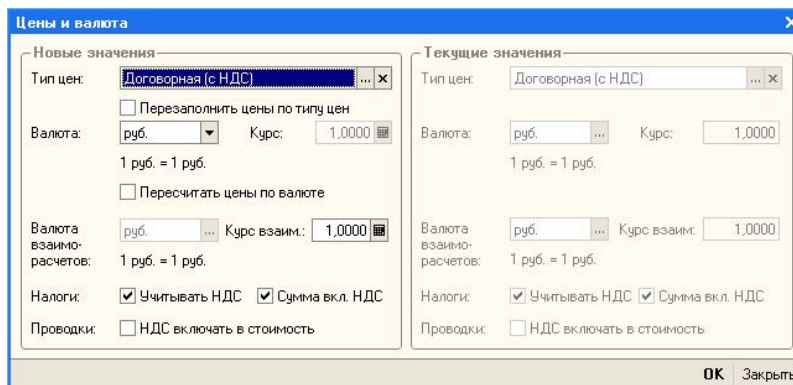 Цены и валюта
Новые значения
Тип цен: Договорная (с НДС)
Перезаполнить цены по типу цен
Валюта: руб. Курс: 1,0000
1 руб. = 1 руб.
Пересчитать цены по валюте
Валюта взаимо-расчетов: руб. Курс взаим.: 1,0000
1 руб. = 1 руб.
Налоги: Учитывать НДС Сумма вкл. НДС
Проводки: НДС включать в стоимость
Текущие значения
Тип цен: Договорная (с НДС)
Валюта: руб. Курс: 1,0000
1 руб. = 1 руб.
Валюта взаимо-расчетов: руб. Курс взаим: 1,0000
1 руб. = 1 руб.
Налоги: Учитывать НДС Сумма вкл. НДС
Проводки: НДС включать в стоимость
OK Закрыть